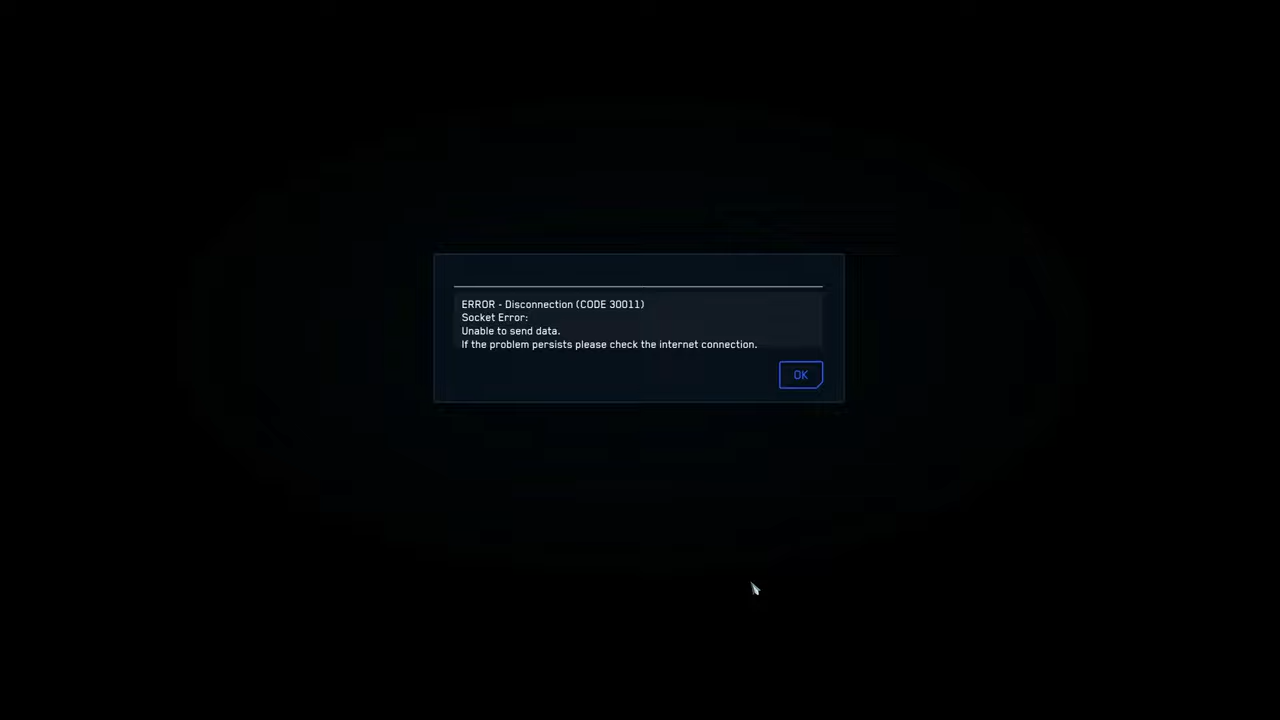 ERROR - Disconnection (CODE 30011)
Socket Error:
Unable to send data.
If the problem persists please check the internet connection.
OK